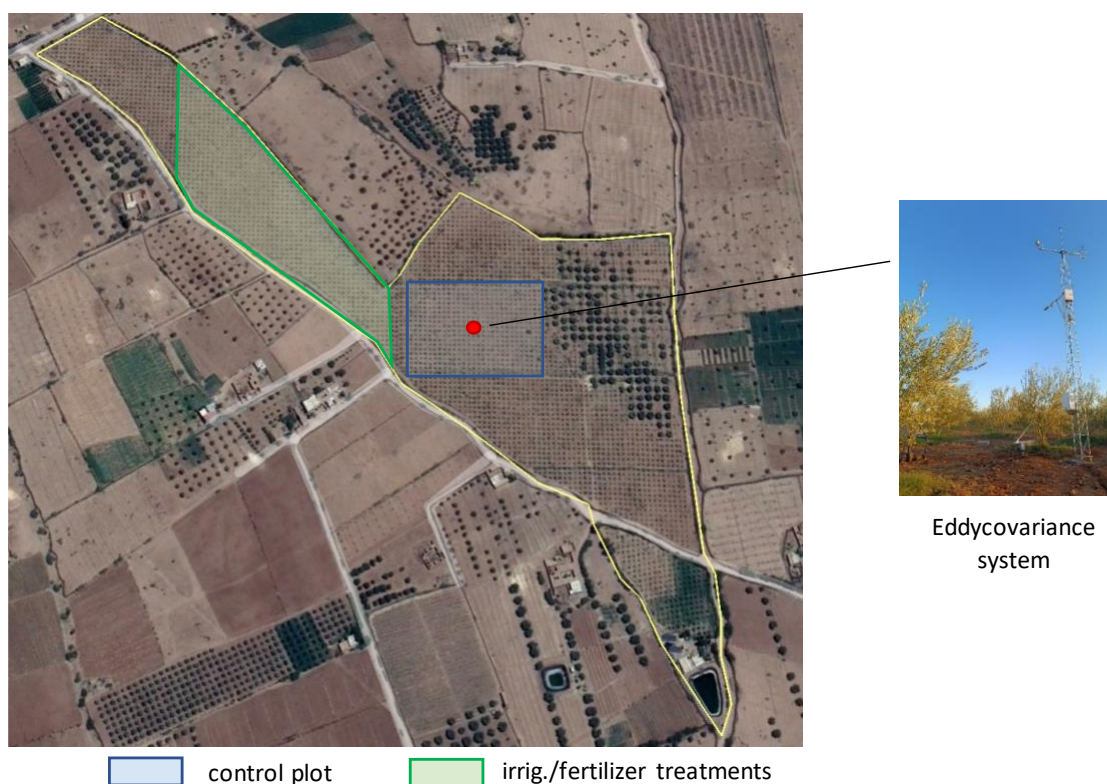 Eddycovariance
system
control plot
irrig./fertilizer treatments